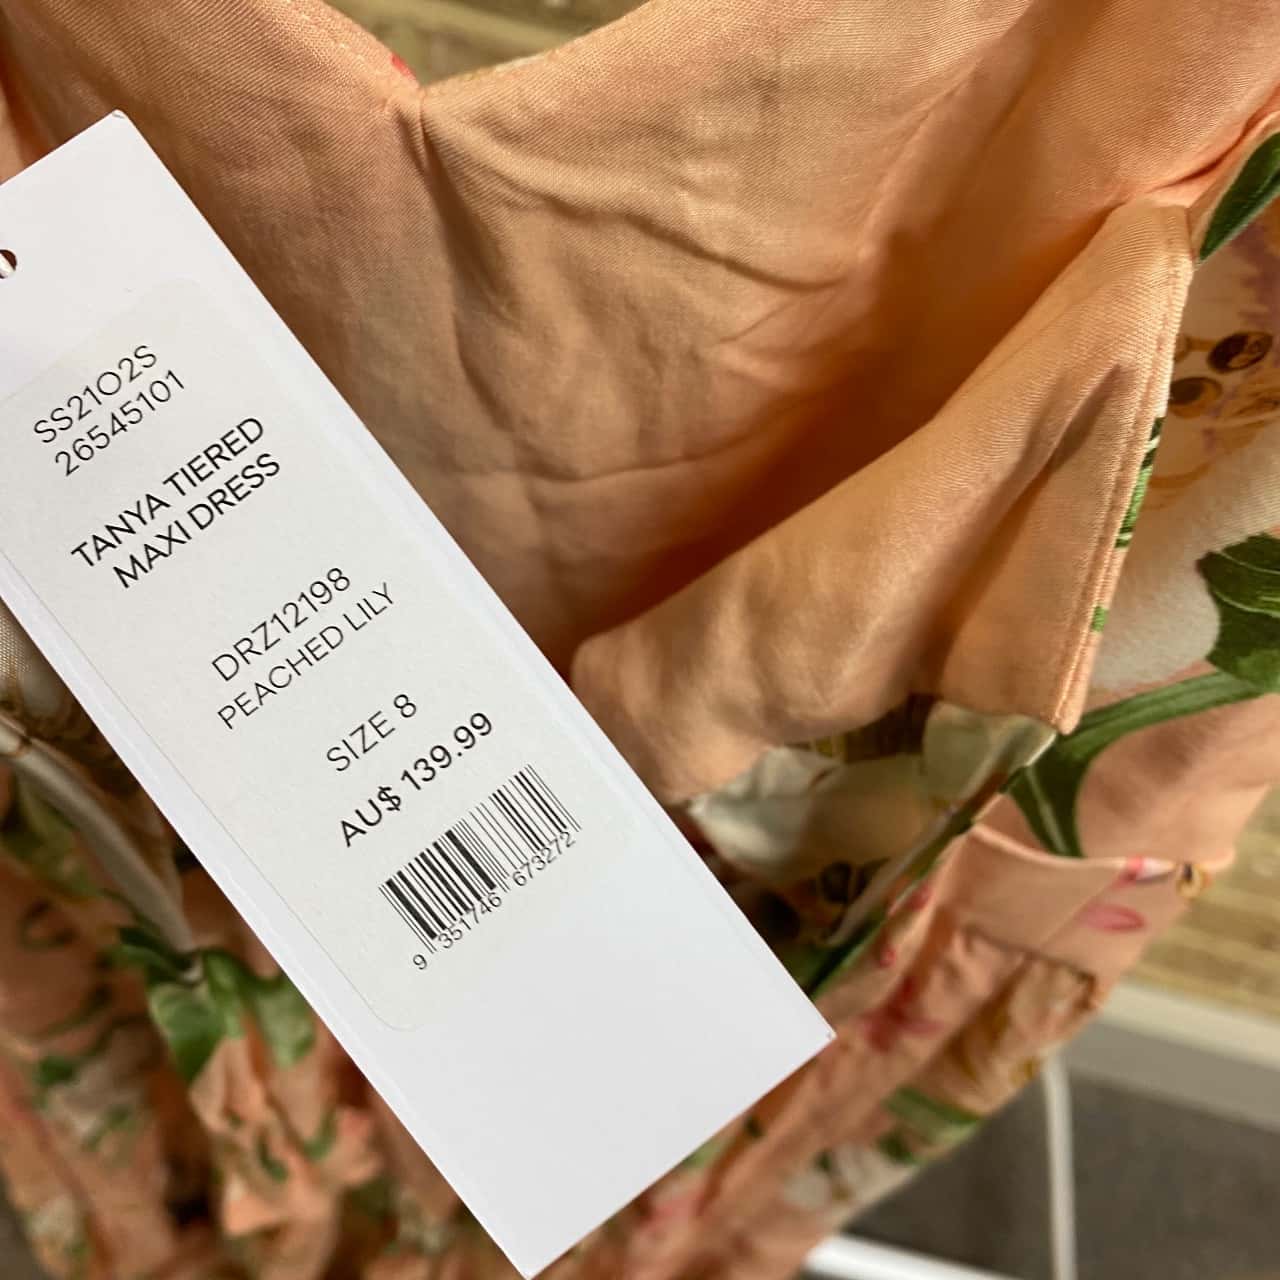 SS21O2S
26545101
TANYA TIERED
MAXI DRESS
DRZ12198
PEACHED LILY
SIZE 8
AU$ 139.99
9 351746 673272